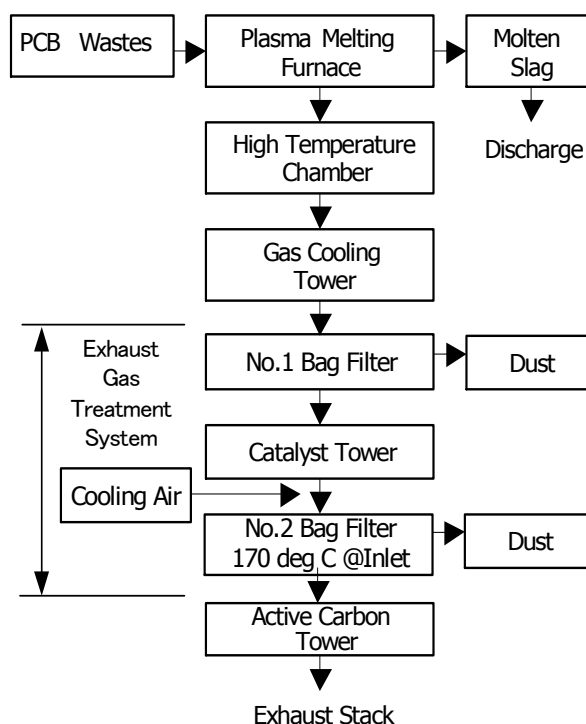 PCB Wastes
Plasma Melting
Furnace
Molten
Slag
High Temperature
Chamber
Discharge
Gas Cooling
Tower
Exhaust
Gas
Treatment
System
No.1 Bag Filter
Dust
Catalyst Tower
Cooling Air
No.2 Bag Filter
170 deg C @Inlet
Dust
Active Carbon
Tower
Exhaust Stack